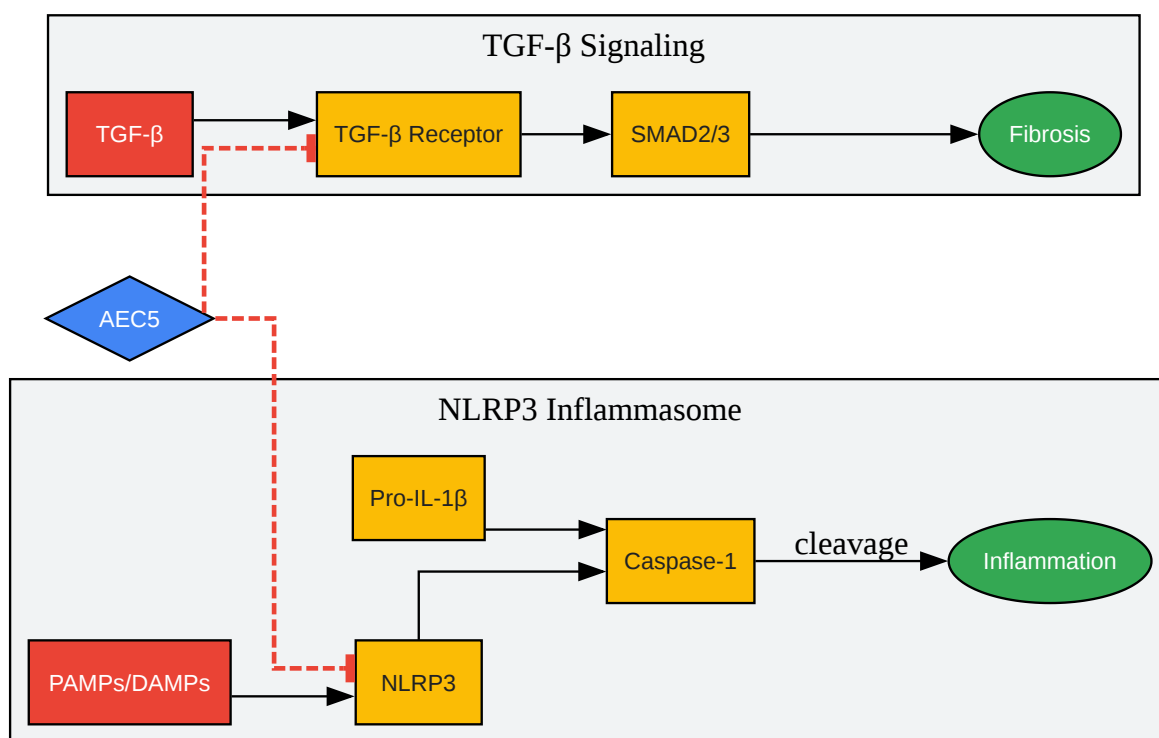 TGF-β Signaling
TGF-β
TGF-β Receptor
SMAD2/3
Fibrosis
AEC5
NLRP3 Inflammasome
Pro-IL-1β
Caspase-1
cleavage
Inflammation
PAMPs/DAMPs
NLRP3